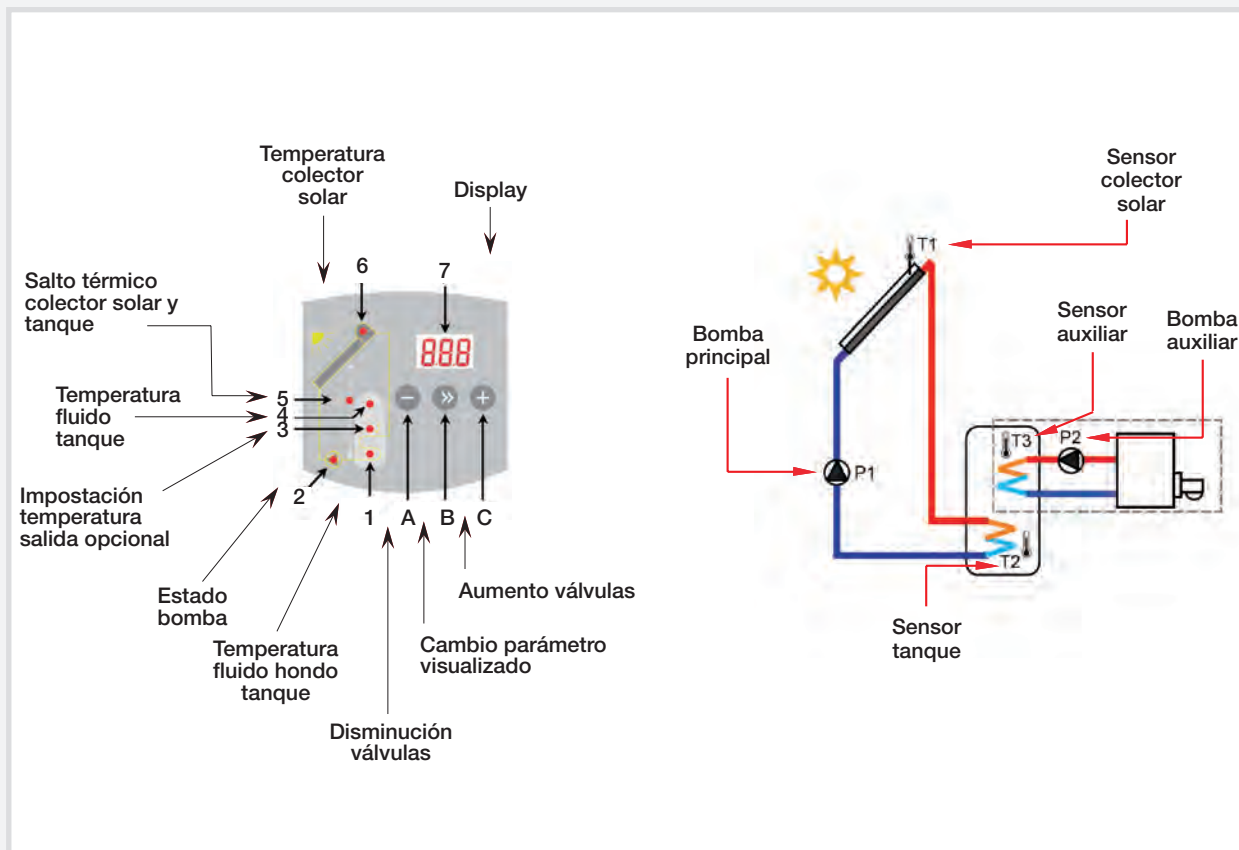 Temperatura
colector
solar
Display
6
7
Salto térmico
colector solar y
tanque
888
Temperatura
fluido
tanque
5
4
3
Impostación
temperatura
salida opcional
2
1
A
B
C
Estado
bomba
Temperatura
fluido hondo
tanque
Disminución
válvulas
Cambio parámetro
visualizado
Aumento válvulas
Sensor
colector
solar
T1
Sensor
auxiliar
Bomba
auxiliar
Bomba
principal
T3
P2
P1
T2
Sensor
tanque